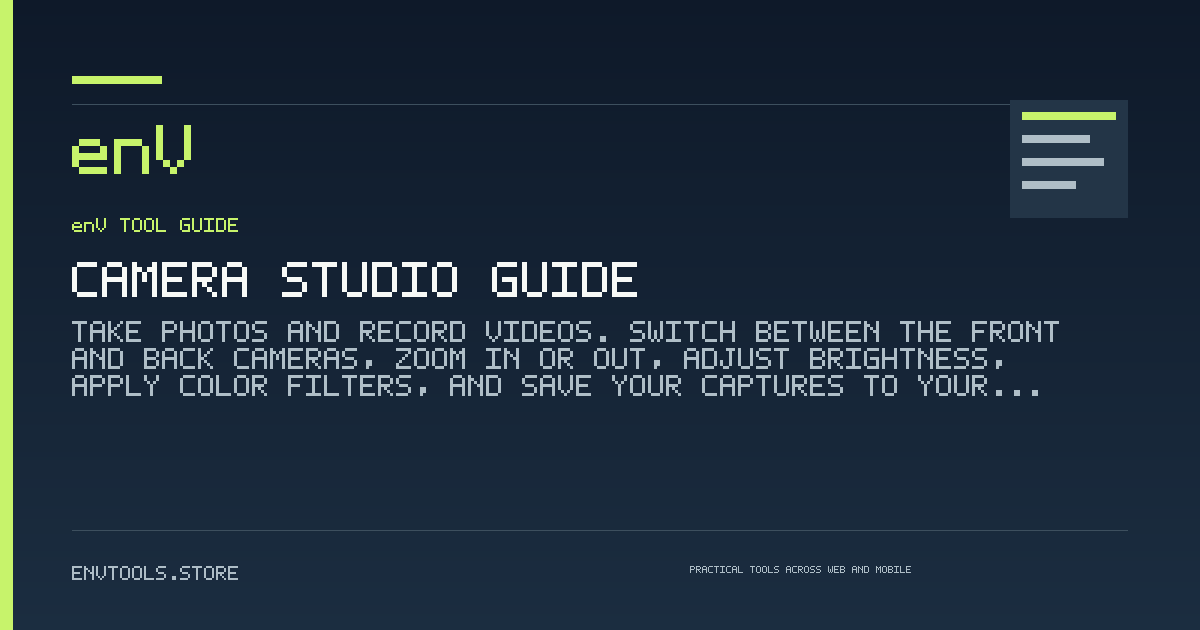 enV
enV TOOL GUIDE
CAMERA STUDIO GUIDE
TAKE PHOTOS AND RECORD VIDEOS. SWITCH BETWEEN THE FRONT
AND BACK CAMERAS, ZOOM IN OR OUT, ADJUST BRIGHTNESS,
APPLY COLOR FILTERS, AND SAVE YOUR CAPTURES TO YOUR...
ENVTOOLS.STORE
PRACTICAL TOOLS ACROSS WEB AND MOBILE